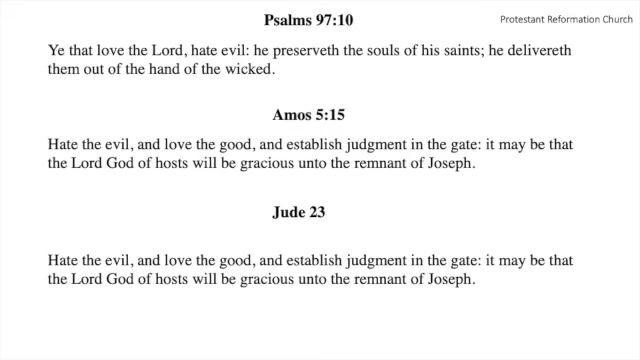 Psalms 97:10
Protestant Reformation Church
Ye that love the Lord, hate evil: he preserveth the souls of his saints; he delivereth
them out of the hand of the wicked.
Amos 5:15
Hate the evil, and love the good, and establish judgment in the gate: it may be that
the Lord God of hosts will be gracious unto the remnant of Joseph.
Jude 23
Hate the evil, and love the good, and establish judgment in the gate: it may be that
the Lord God of hosts will be gracious unto the remnant of Joseph.